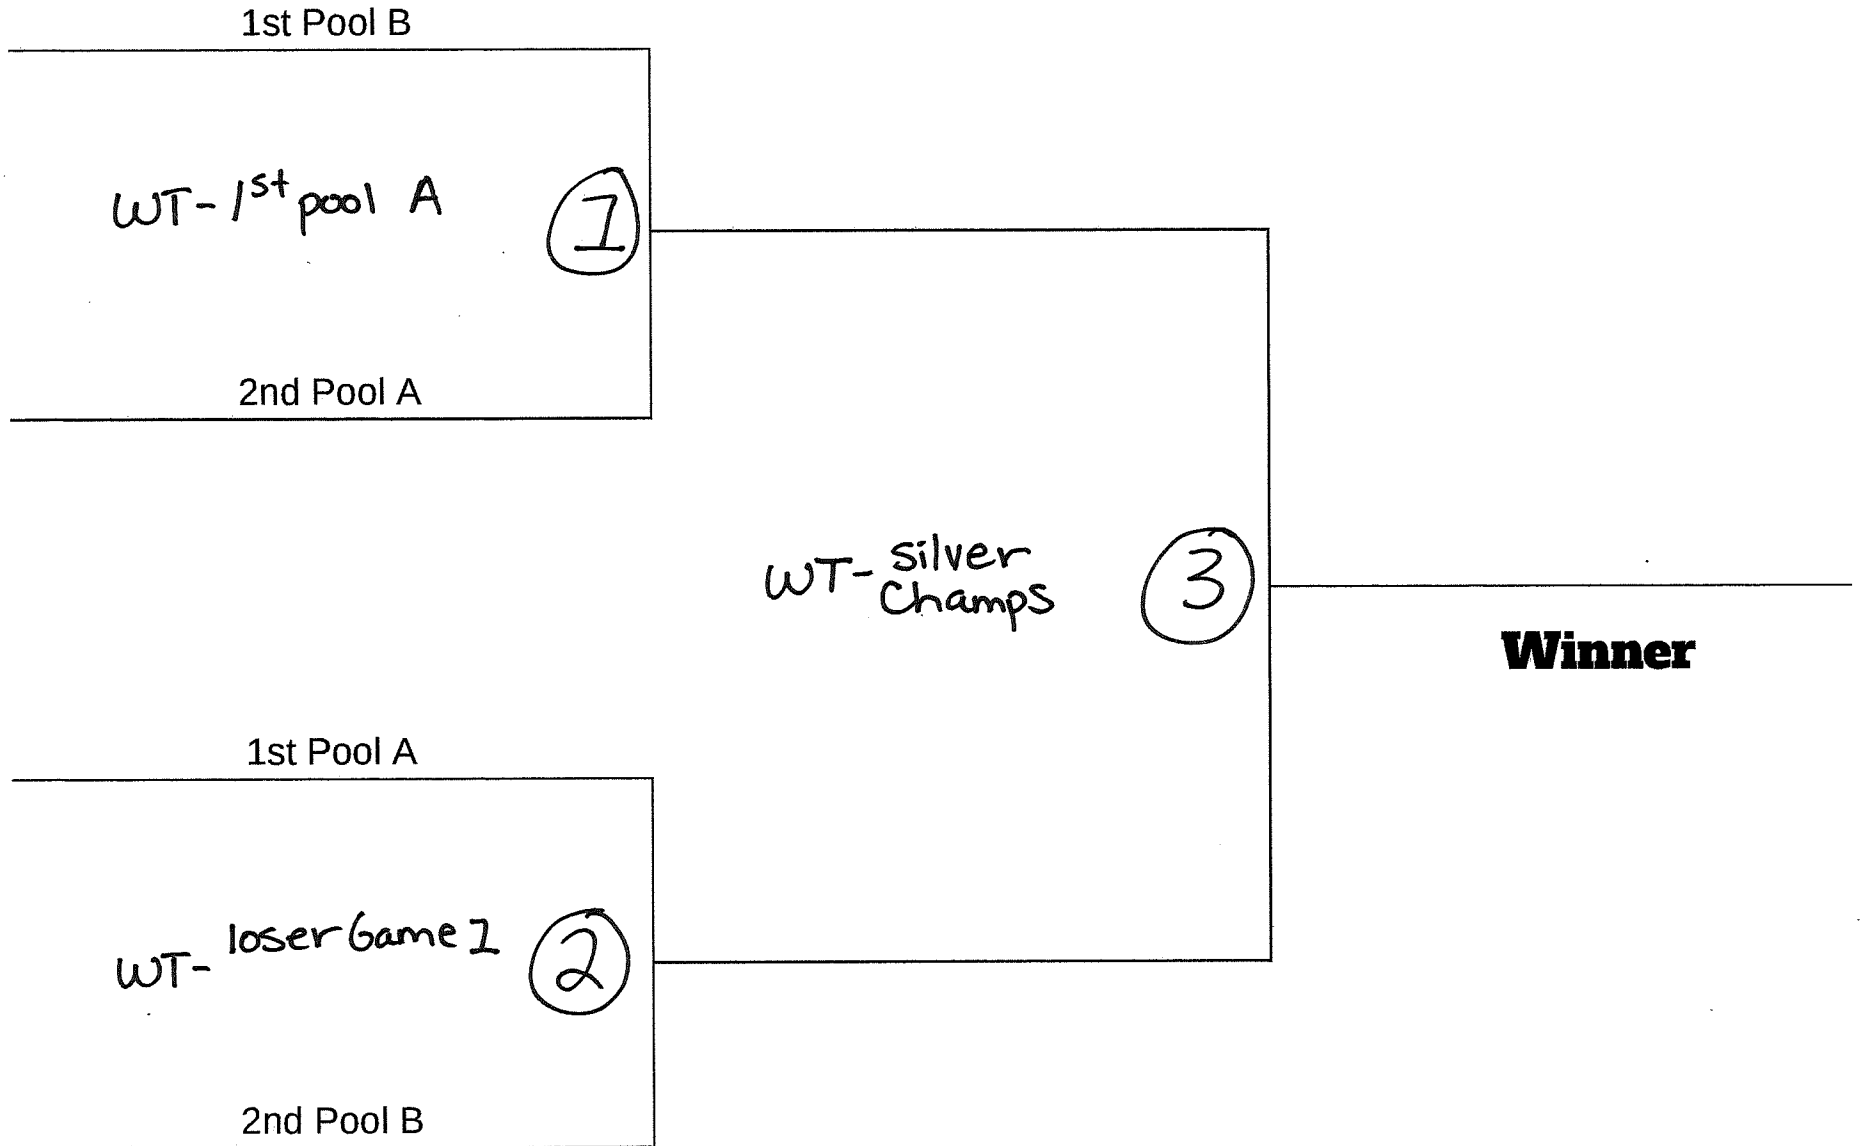 1st Pool B
WT-1st pool A
1
2nd Pool A
WT-silver
Champs
3
Winner
1st Pool A
WT-loser Game 1
2
2nd Pool B